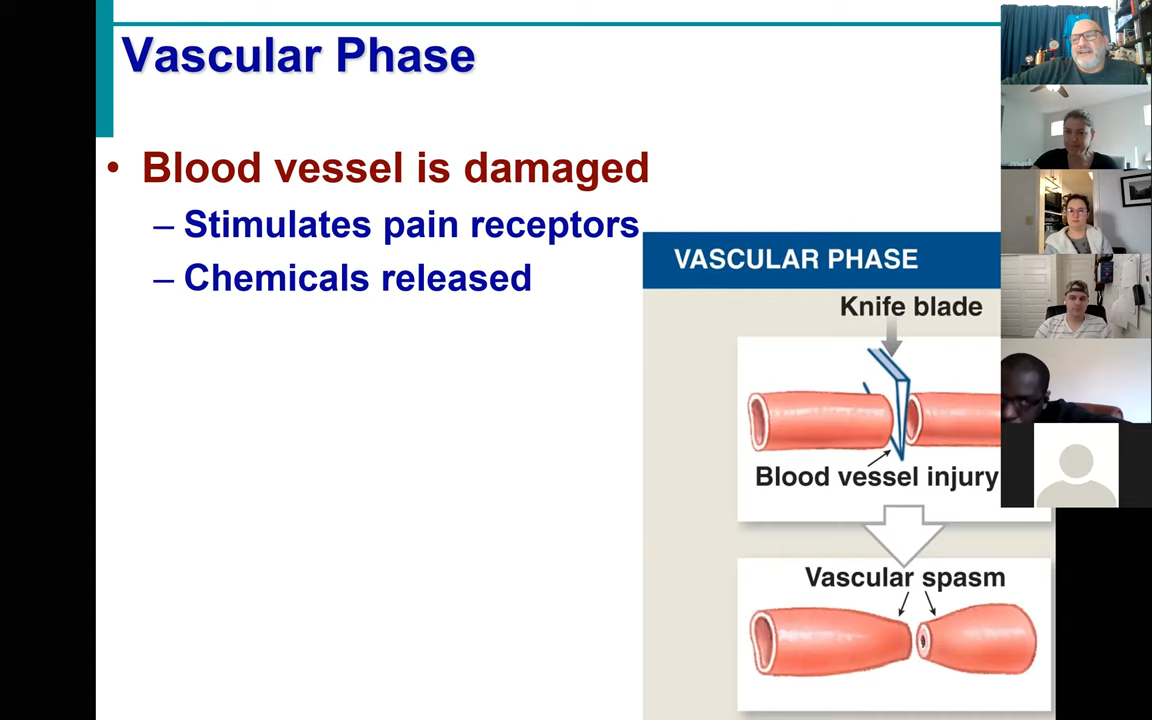 Vascular Phase
• Blood vessel is damaged
– Stimulates pain receptors
– Chemicals released
VASCULAR PHASE
Knife blade
Blood vessel injury
Vascular spasm